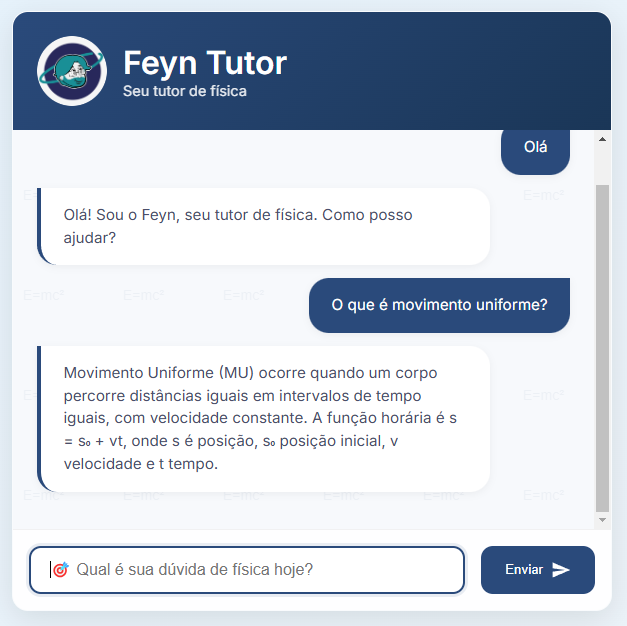 Feyn Tutor
Seu tutor de física
Olá
E=mc²
Olá! Sou o Feyn, seu tutor de física. Como posso
ajudar?
E=mc² E=mc² E=mc²
O que é movimento uniforme?
Movimento Uniforme (MU) ocorre quando um corpo
percorre distâncias iguais em intervalos de tempo
E=mc²
iguais, com velocidade constante. A função horária é s
= s₀ + vt, onde s é posição, s₀ posição inicial, v
velocidade e t tempo.
E=mc² E=mc² E=mc² E=mc² E=mc² E=mc²
🎯 Qual é sua dúvida de física hoje?
Enviar